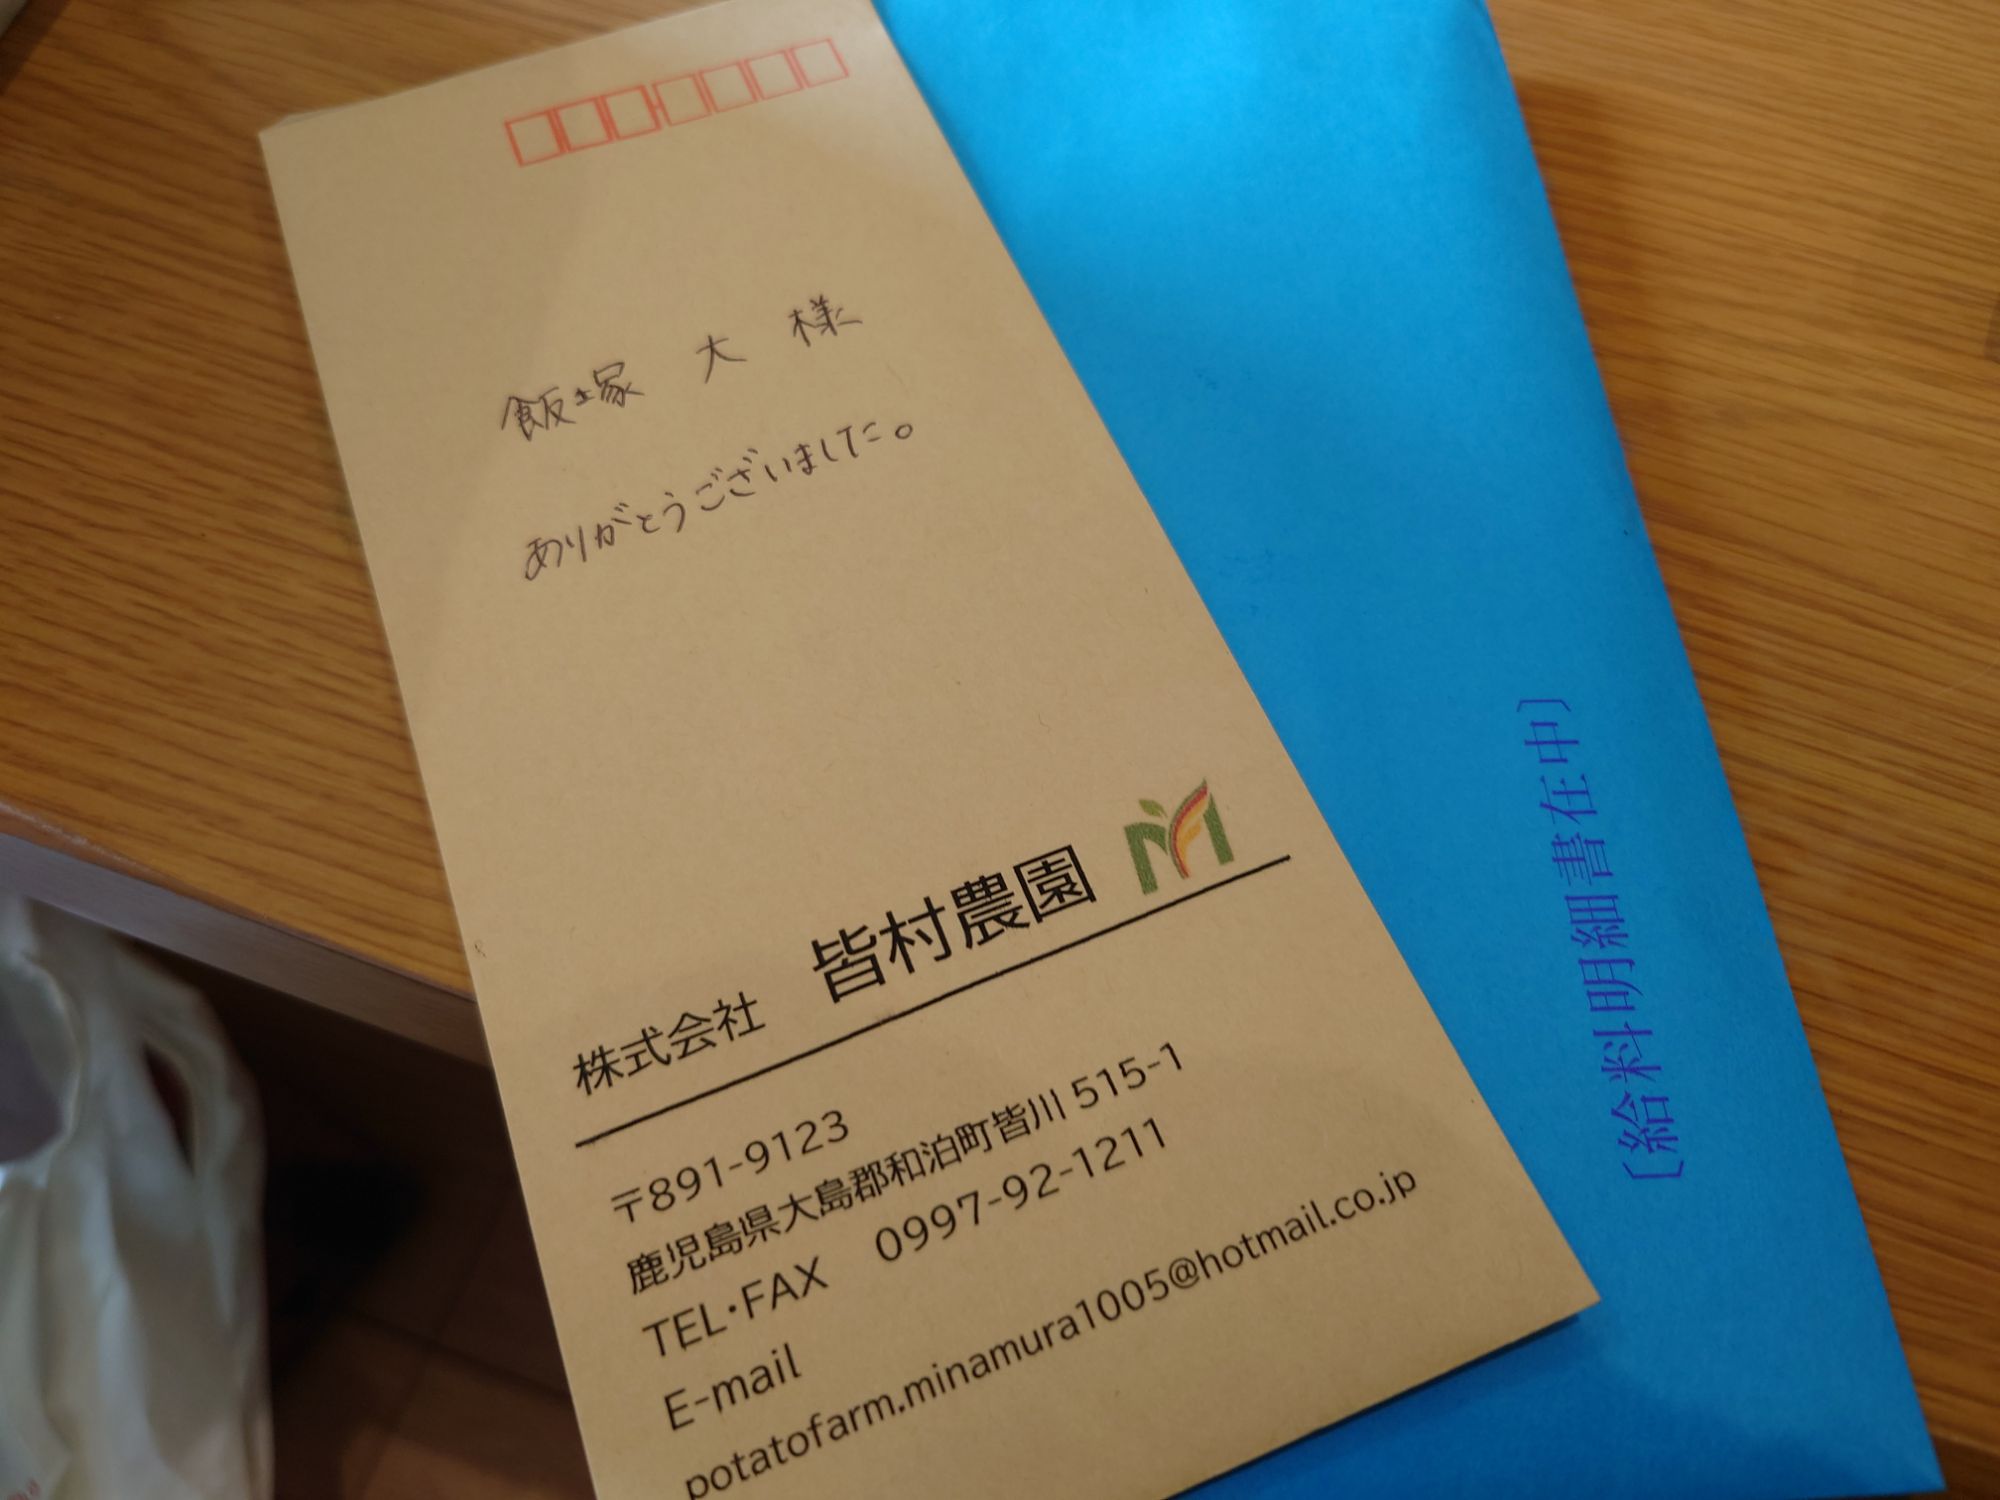 飯塚 大 様
ありがとうございました。
株式会社 皆村農園
〒891-9123
鹿児島県大島郡和泊町皆川 515-1
TEL・FAX 0997-92-1211
E-mail
potatofarm.minamura1005@hotmail.co.jp
〔給料明細書在中〕